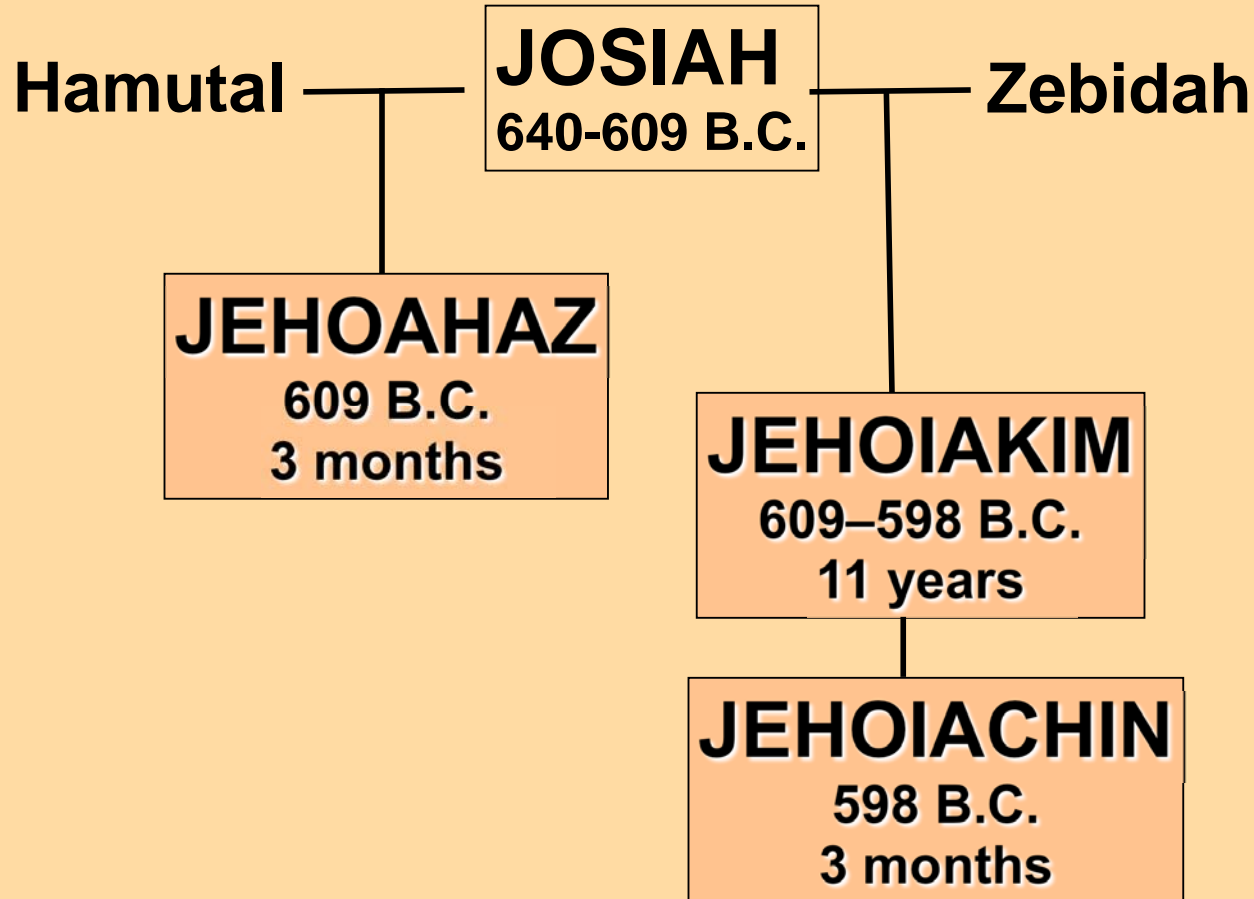 Hamutal
JOSIAH
640-609 B.C.
Zebidah
JEHOAHAZ
609 B.C.
3 months
JEHOIAKIM
609–598 B.C.
11 years
JEHOIACHIN
598 B.C.
3 months